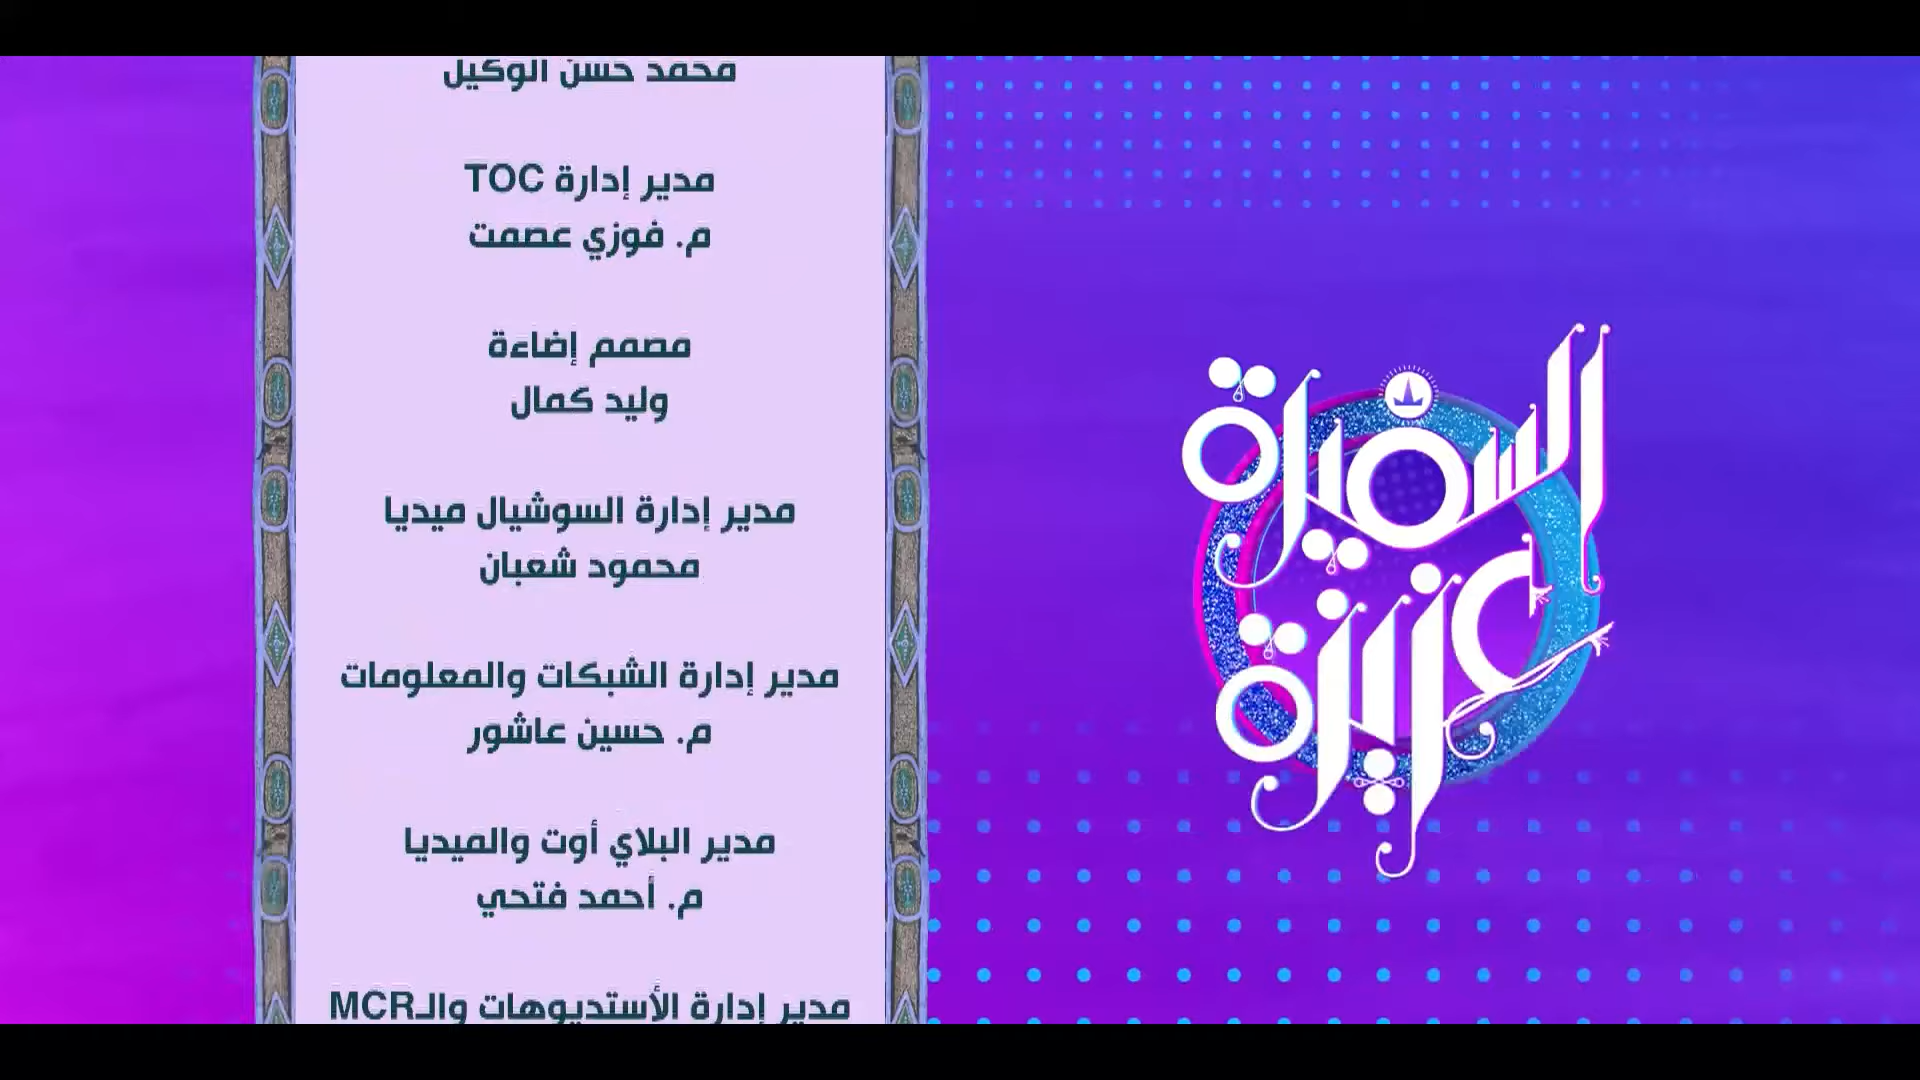 محمد حسن الوكيل
مدير إدارة TOC
م. فوزي عصمت
مصمم إضاءة
وليد كمال
مدير إدارة السوشيال ميديا
محمود شعبان
مدير إدارة الشبكات والمعلومات
م. حسين عاشور
مدير البلاي أوت والميديا
م. أحمد فتحي
مدير إدارة الأستديوهات والـMCR
السفيرة
عزيزة